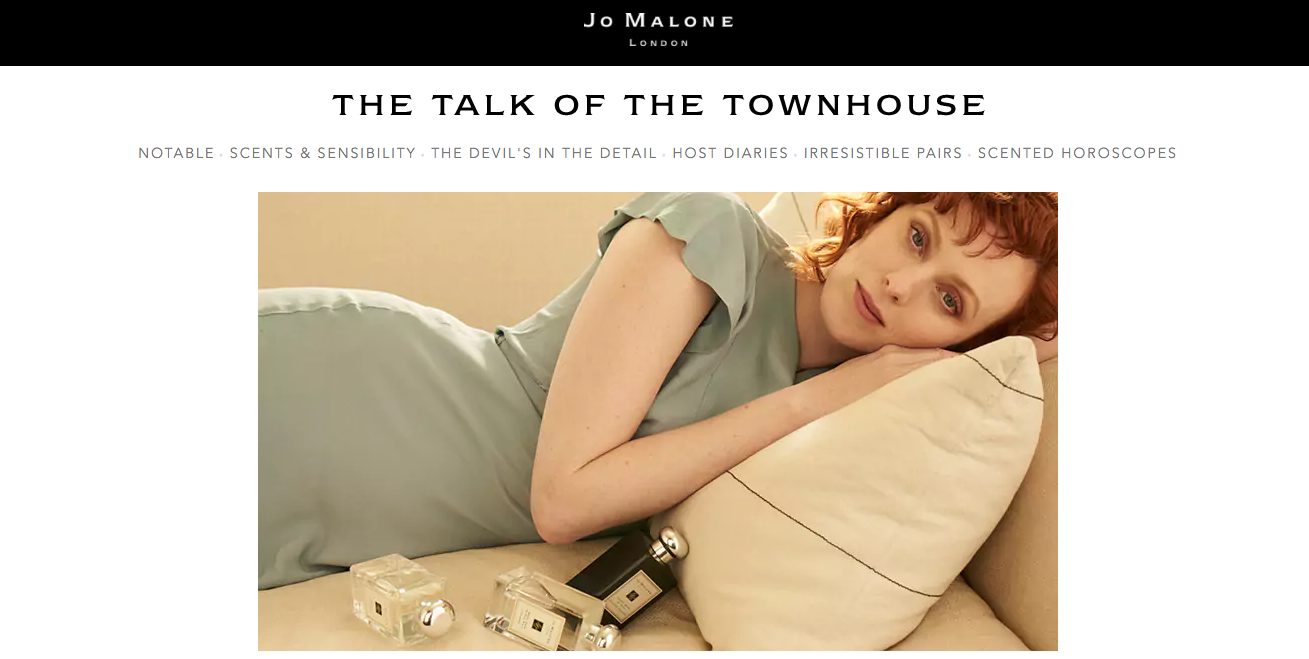 JO MALONE
LONDON
THE TALK OF THE TOWNHOUSE
NOTABLE · SCENTS & SENSIBILITY · THE DEVIL'S IN THE DETAIL · HOST DIARIES · IRRESISTIBLE PAIRS · SCENTED HOROSCOPES